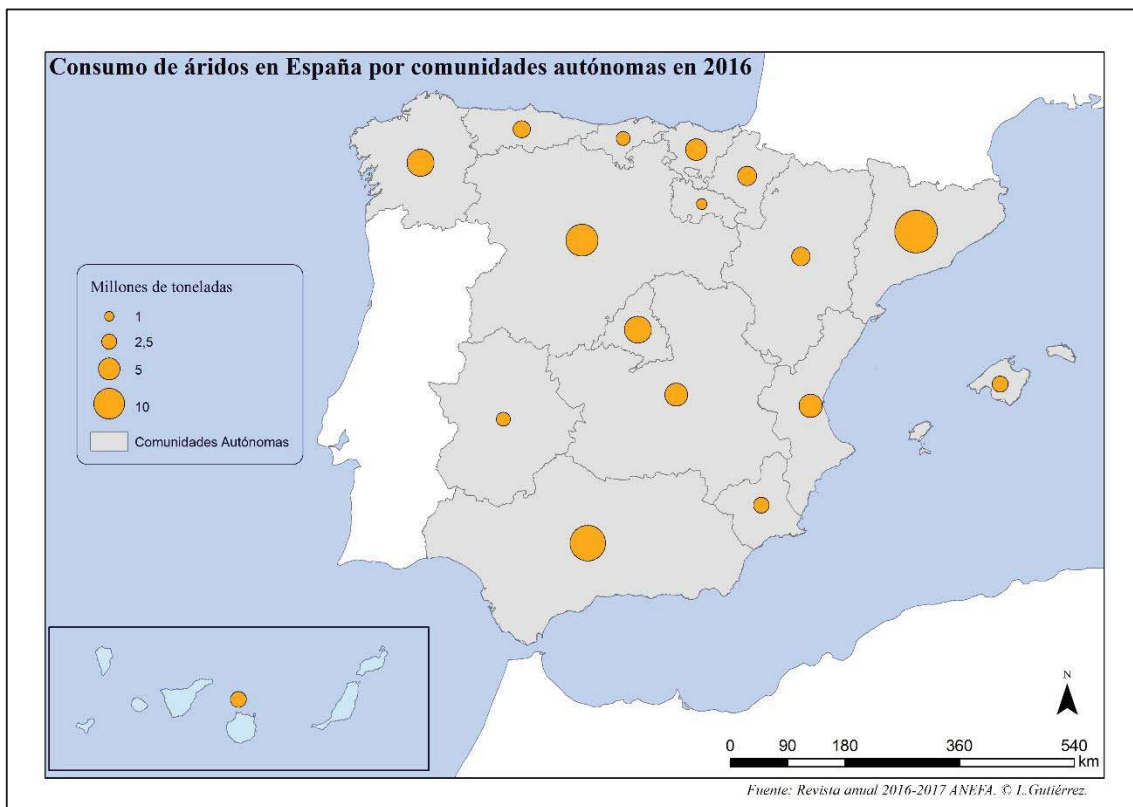 Consumo de áridos en España por comunidades autónomas en 2016
Millones de toneladas
1
2,5
5
10
Comunidades Autónomas
N
0 90 180 360 540
km
Fuente: Revista anual 2016-2017 ANEFA. © L.Gutiérrez.